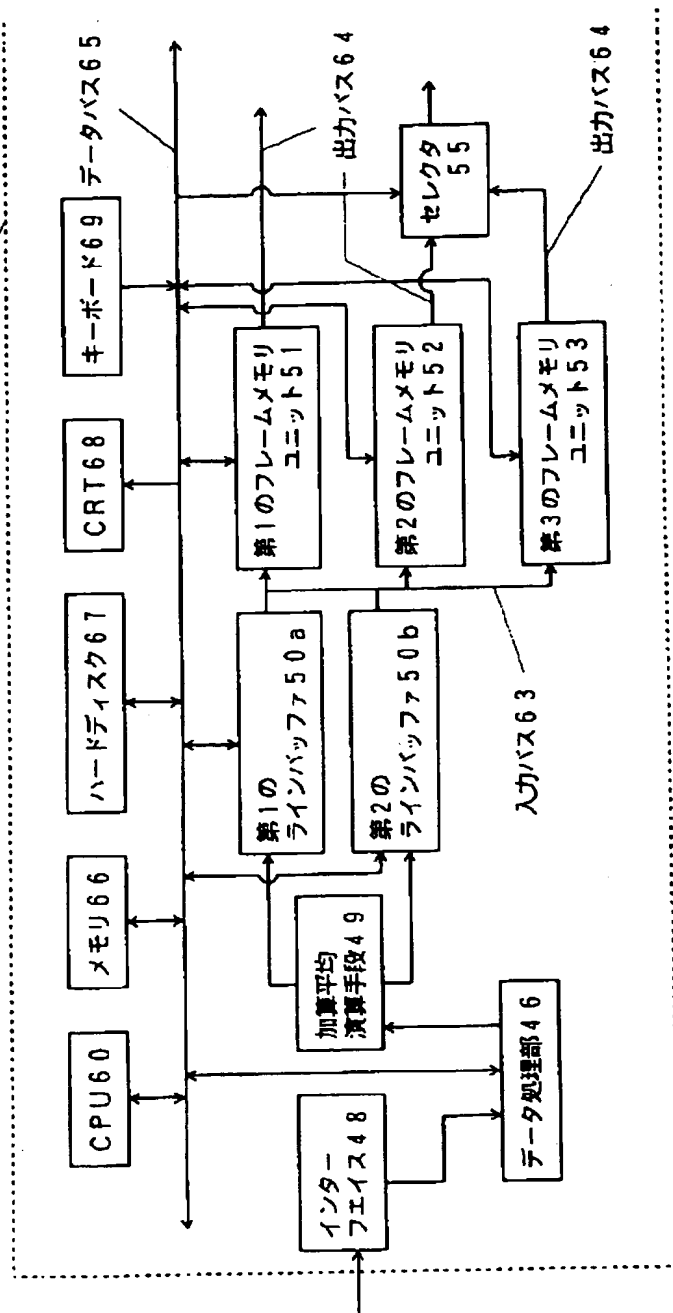 CPU60
メモリ66
ハードディスク67
CRT68
キーボード69
データバス65
インター
フェイス48
データ処理部46
加算平均
演算手段49
第1の
ラインバッファ50a
第2の
ラインバッファ50b
入力バス63
第1のフレームメモリ
ユニット51
第2のフレームメモリ
ユニット52
第3のフレームメモリ
ユニット53
出力バス64
セレクタ
55
出力バス64